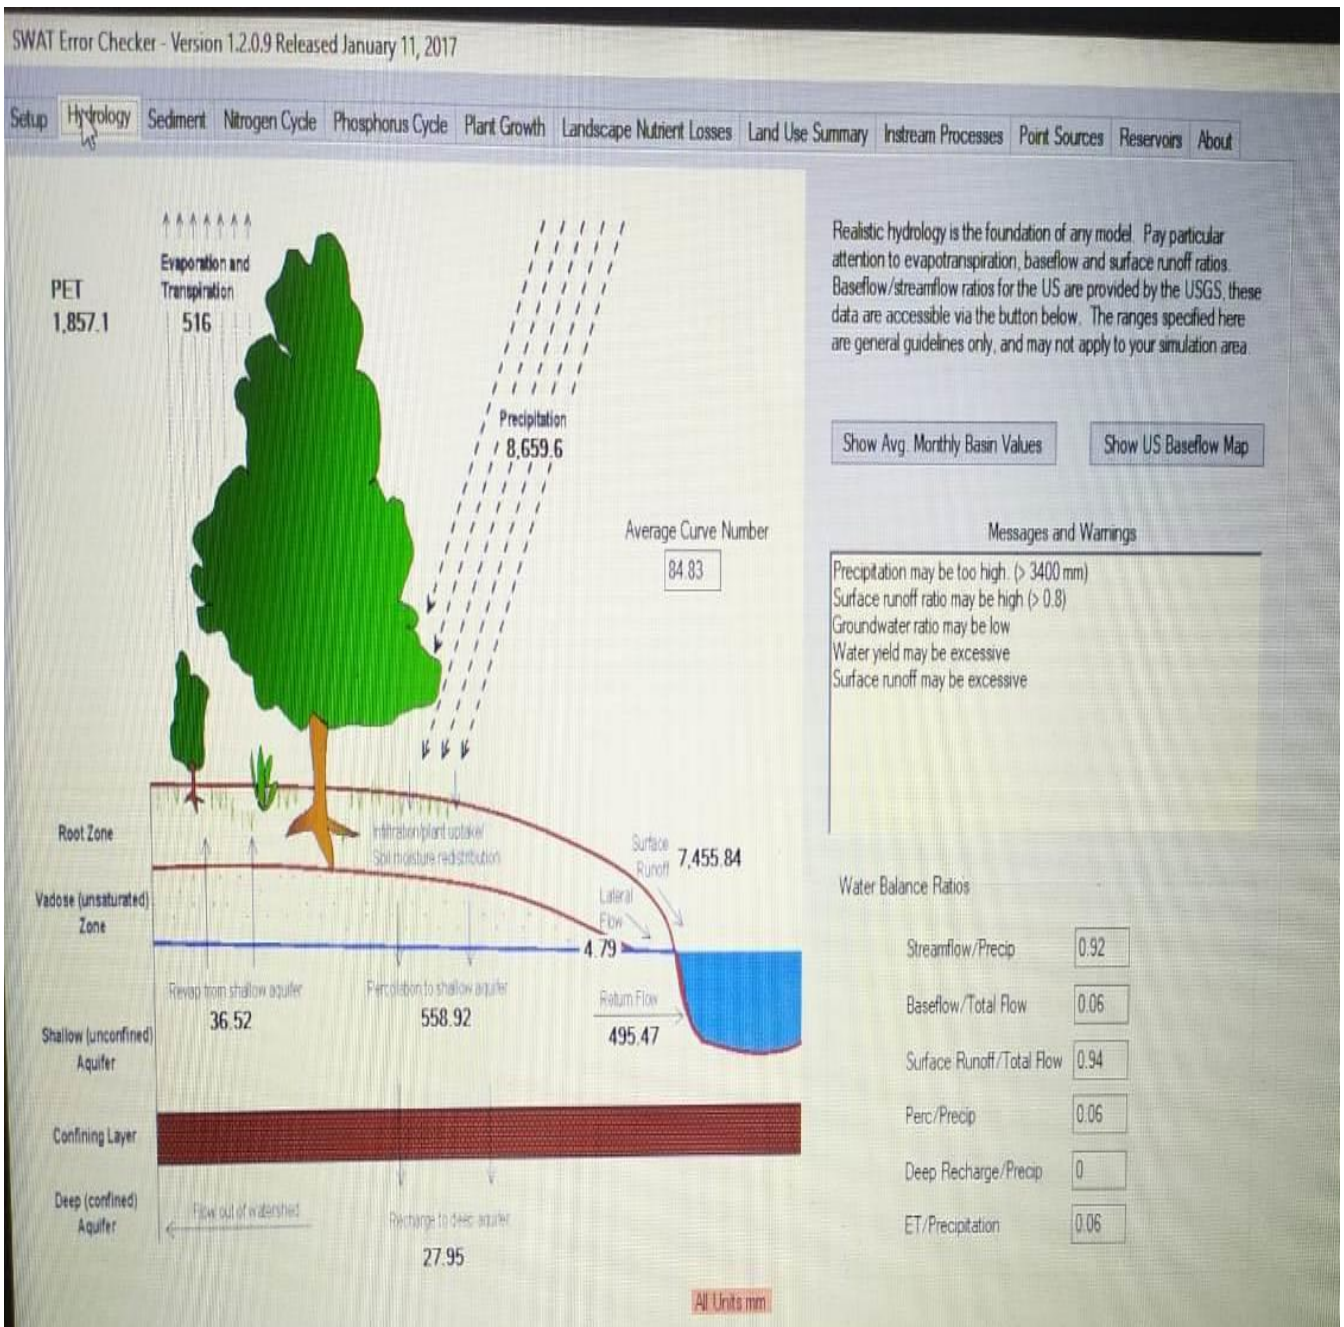 SWAT Error Checker - Version 1.2.0.9 Released January 11, 2017
Setup Hydrology Sediment Nitrogen Cycle Phosphorus Cycle Plant Growth Landscape Nutrient Losses Land Use Summary Instream Processes Point Sources Reservoirs About
PET
1,857.1
Evaporation and
Transpiration
516
Precipitation
8,659.6
Average Curve Number
84.83
Root Zone
Infiltration/plant uptake/
Soil moisture redistribution
Surface
Runoff
7,455.84
Vadose (unsaturated)
Zone
Lateral
Flow
4.79
Revap from shallow aquifer
36.52
Percolation to shallow aquifer
558.92
Return Flow
495.47
Shallow (unconfined)
Aquifer
Confining Layer
Deep (confined)
Aquifer
Flow out of watershed
Recharge to deep aquifer
27.95
All Units mm
Realistic hydrology is the foundation of any model. Pay particular
attention to evapotranspiration, baseflow and surface runoff ratios.
Baseflow/streamflow ratios for the US are provided by the USGS, these
data are accessible via the button below. The ranges specified here
are general guidelines only, and may not apply to your simulation area.
Show Avg. Monthly Basin Values
Show US Baseflow Map
Messages and Warnings
Precipitation may be too high. (> 3400 mm)
Surface runoff ratio may be high (> 0.8)
Groundwater ratio may be low
Water yield may be excessive
Surface runoff may be excessive
Water Balance Ratios
Streamflow/Precip 0.92
Baseflow/Total Flow 0.06
Surface Runoff/Total Flow 0.94
Perc/Precip 0.06
Deep Recharge/Precip 0
ET/Precipitation 0.06